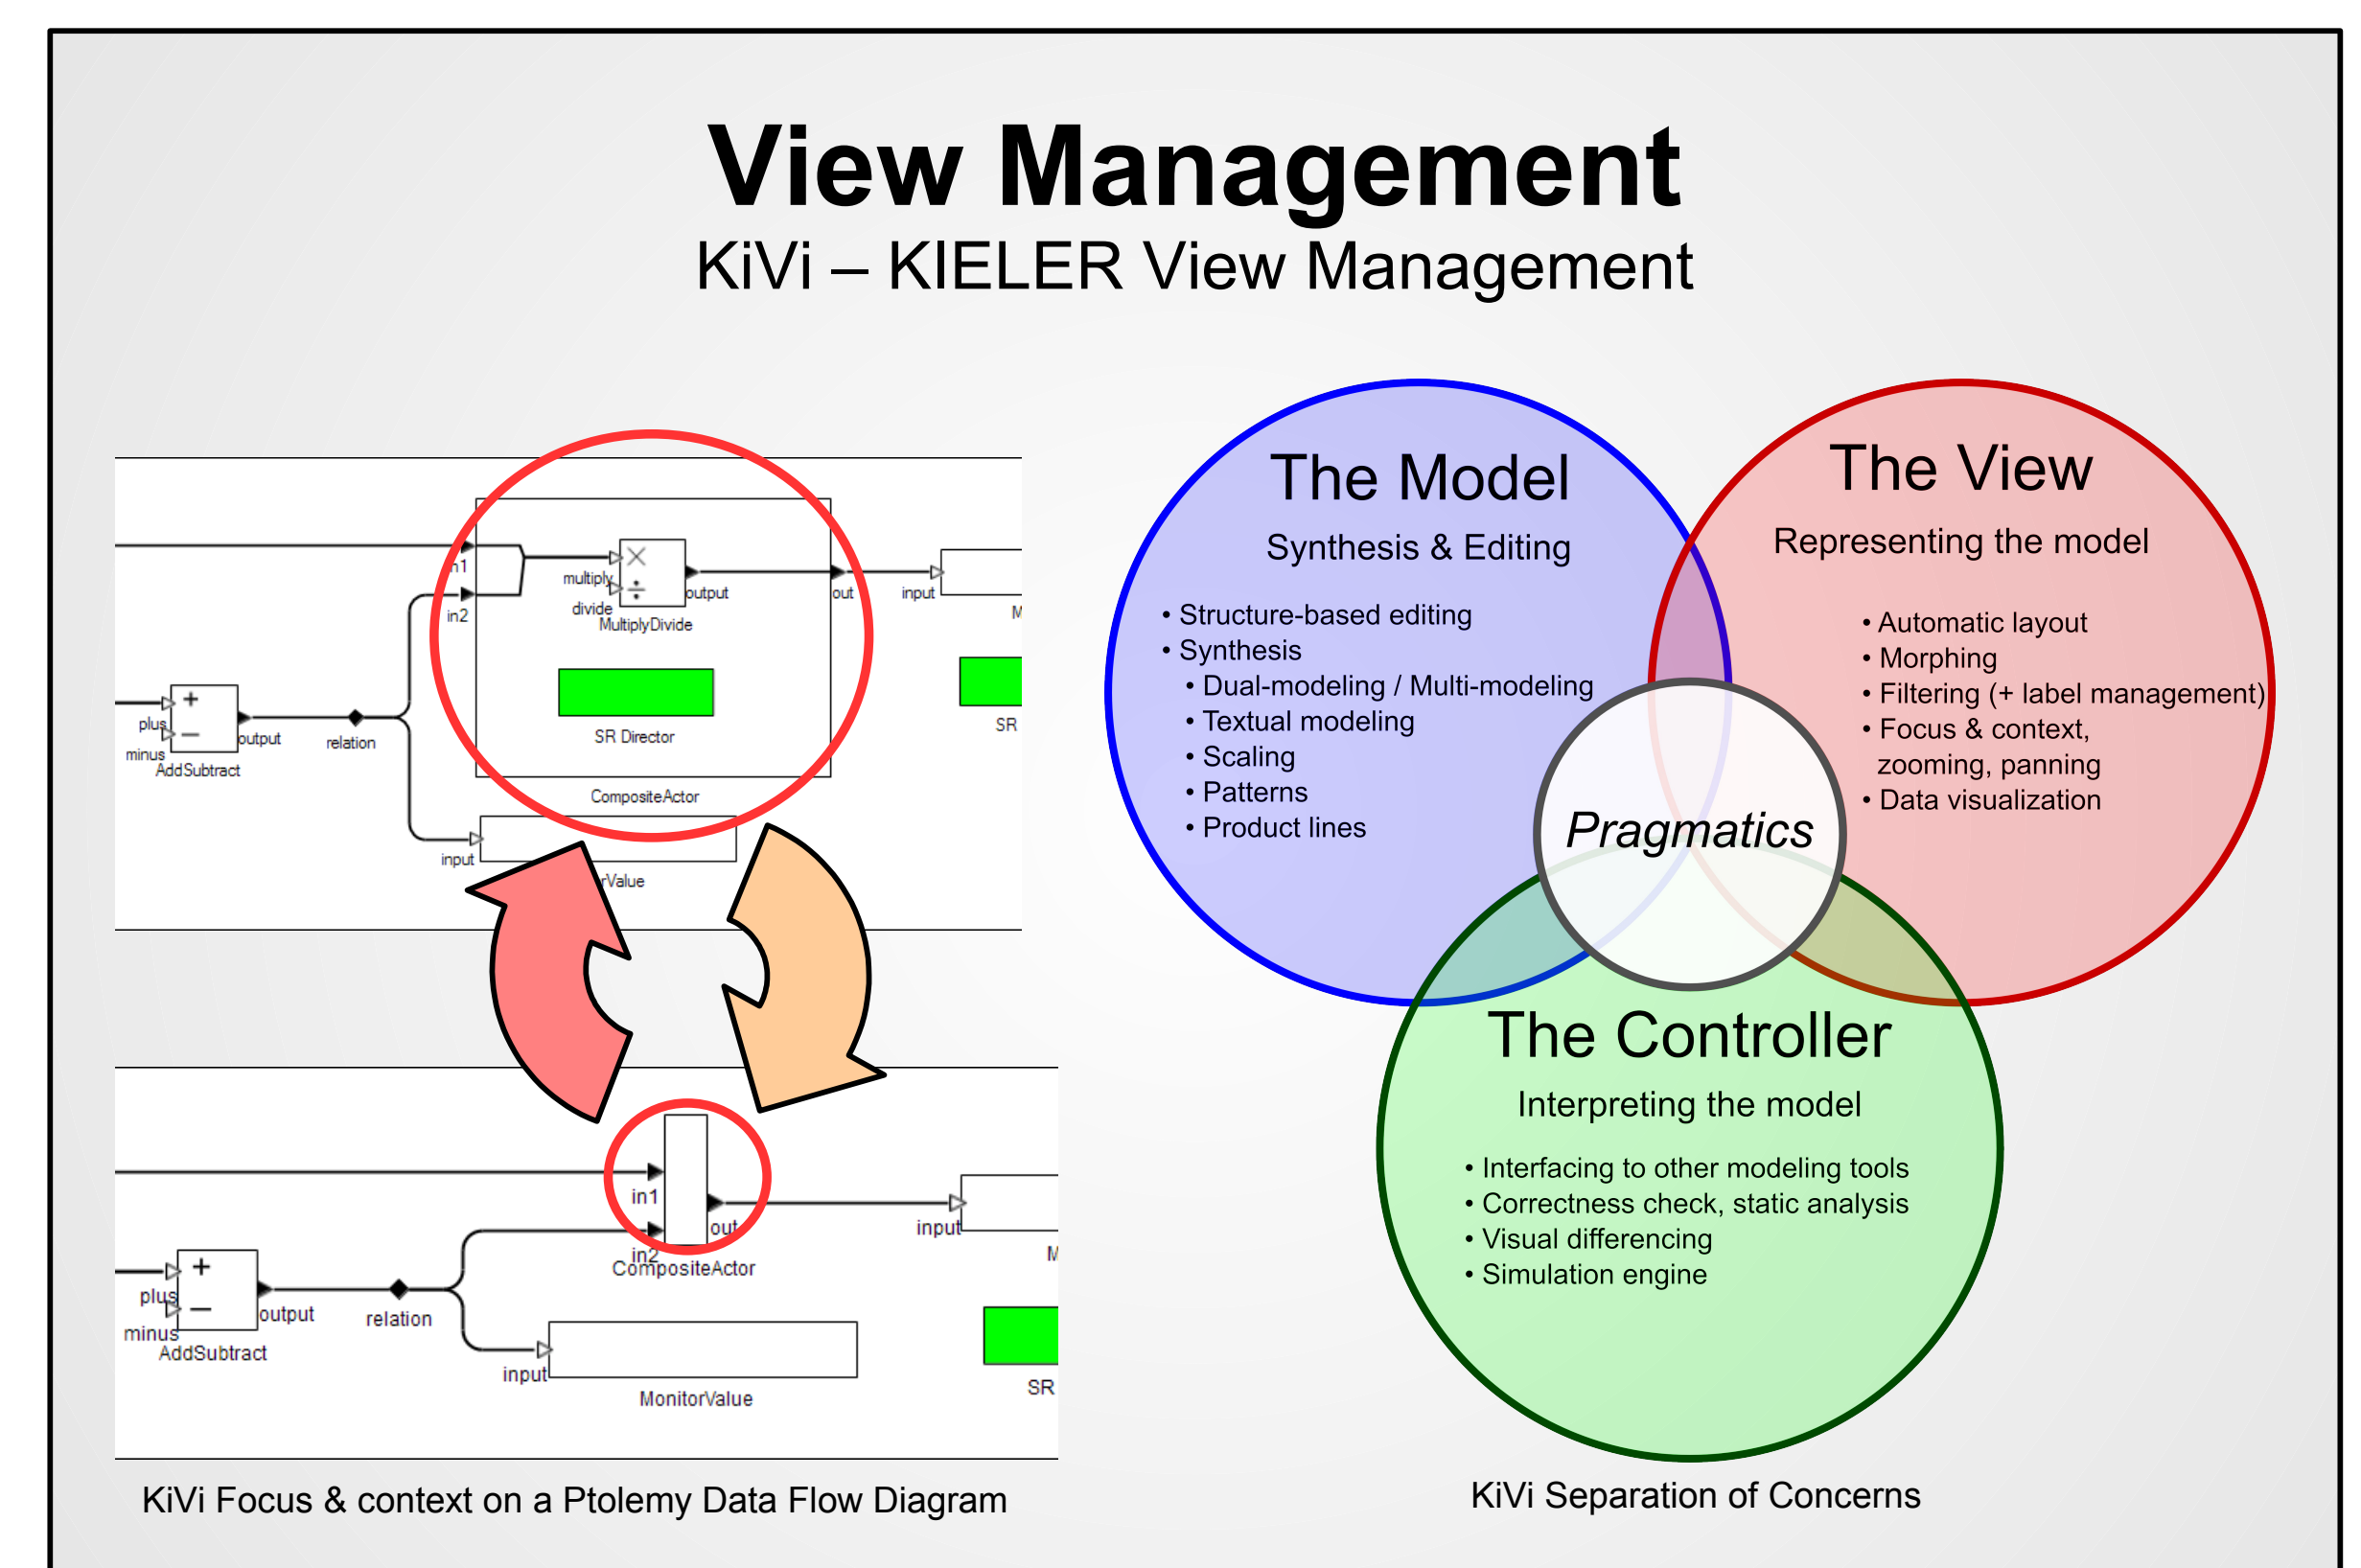 View Management
KiVi – KIELER View Management
in1
in2
multiply
divide
MultiplyDivide
output
out
input
M
SR Director
SR
plus
minus
AddSubtract
output
relation
CompositeActor
input
rValue
in1
in2
out
CompositeActor
input
M
plus
minus
AddSubtract
output
relation
input
MonitorValue
SR
KiVi Focus & context on a Ptolemy Data Flow Diagram
The Model
Synthesis & Editing
• Structure-based editing
• Synthesis
• Dual-modeling / Multi-modeling
• Textual modeling
• Scaling
• Patterns
• Product lines
The View
Representing the model
• Automatic layout
• Morphing
• Filtering (+ label management)
• Focus & context,
zooming, panning
• Data visualization
Pragmatics
The Controller
Interpreting the model
• Interfacing to other modeling tools
• Correctness check, static analysis
• Visual differencing
• Simulation engine
KiVi Separation of Concerns